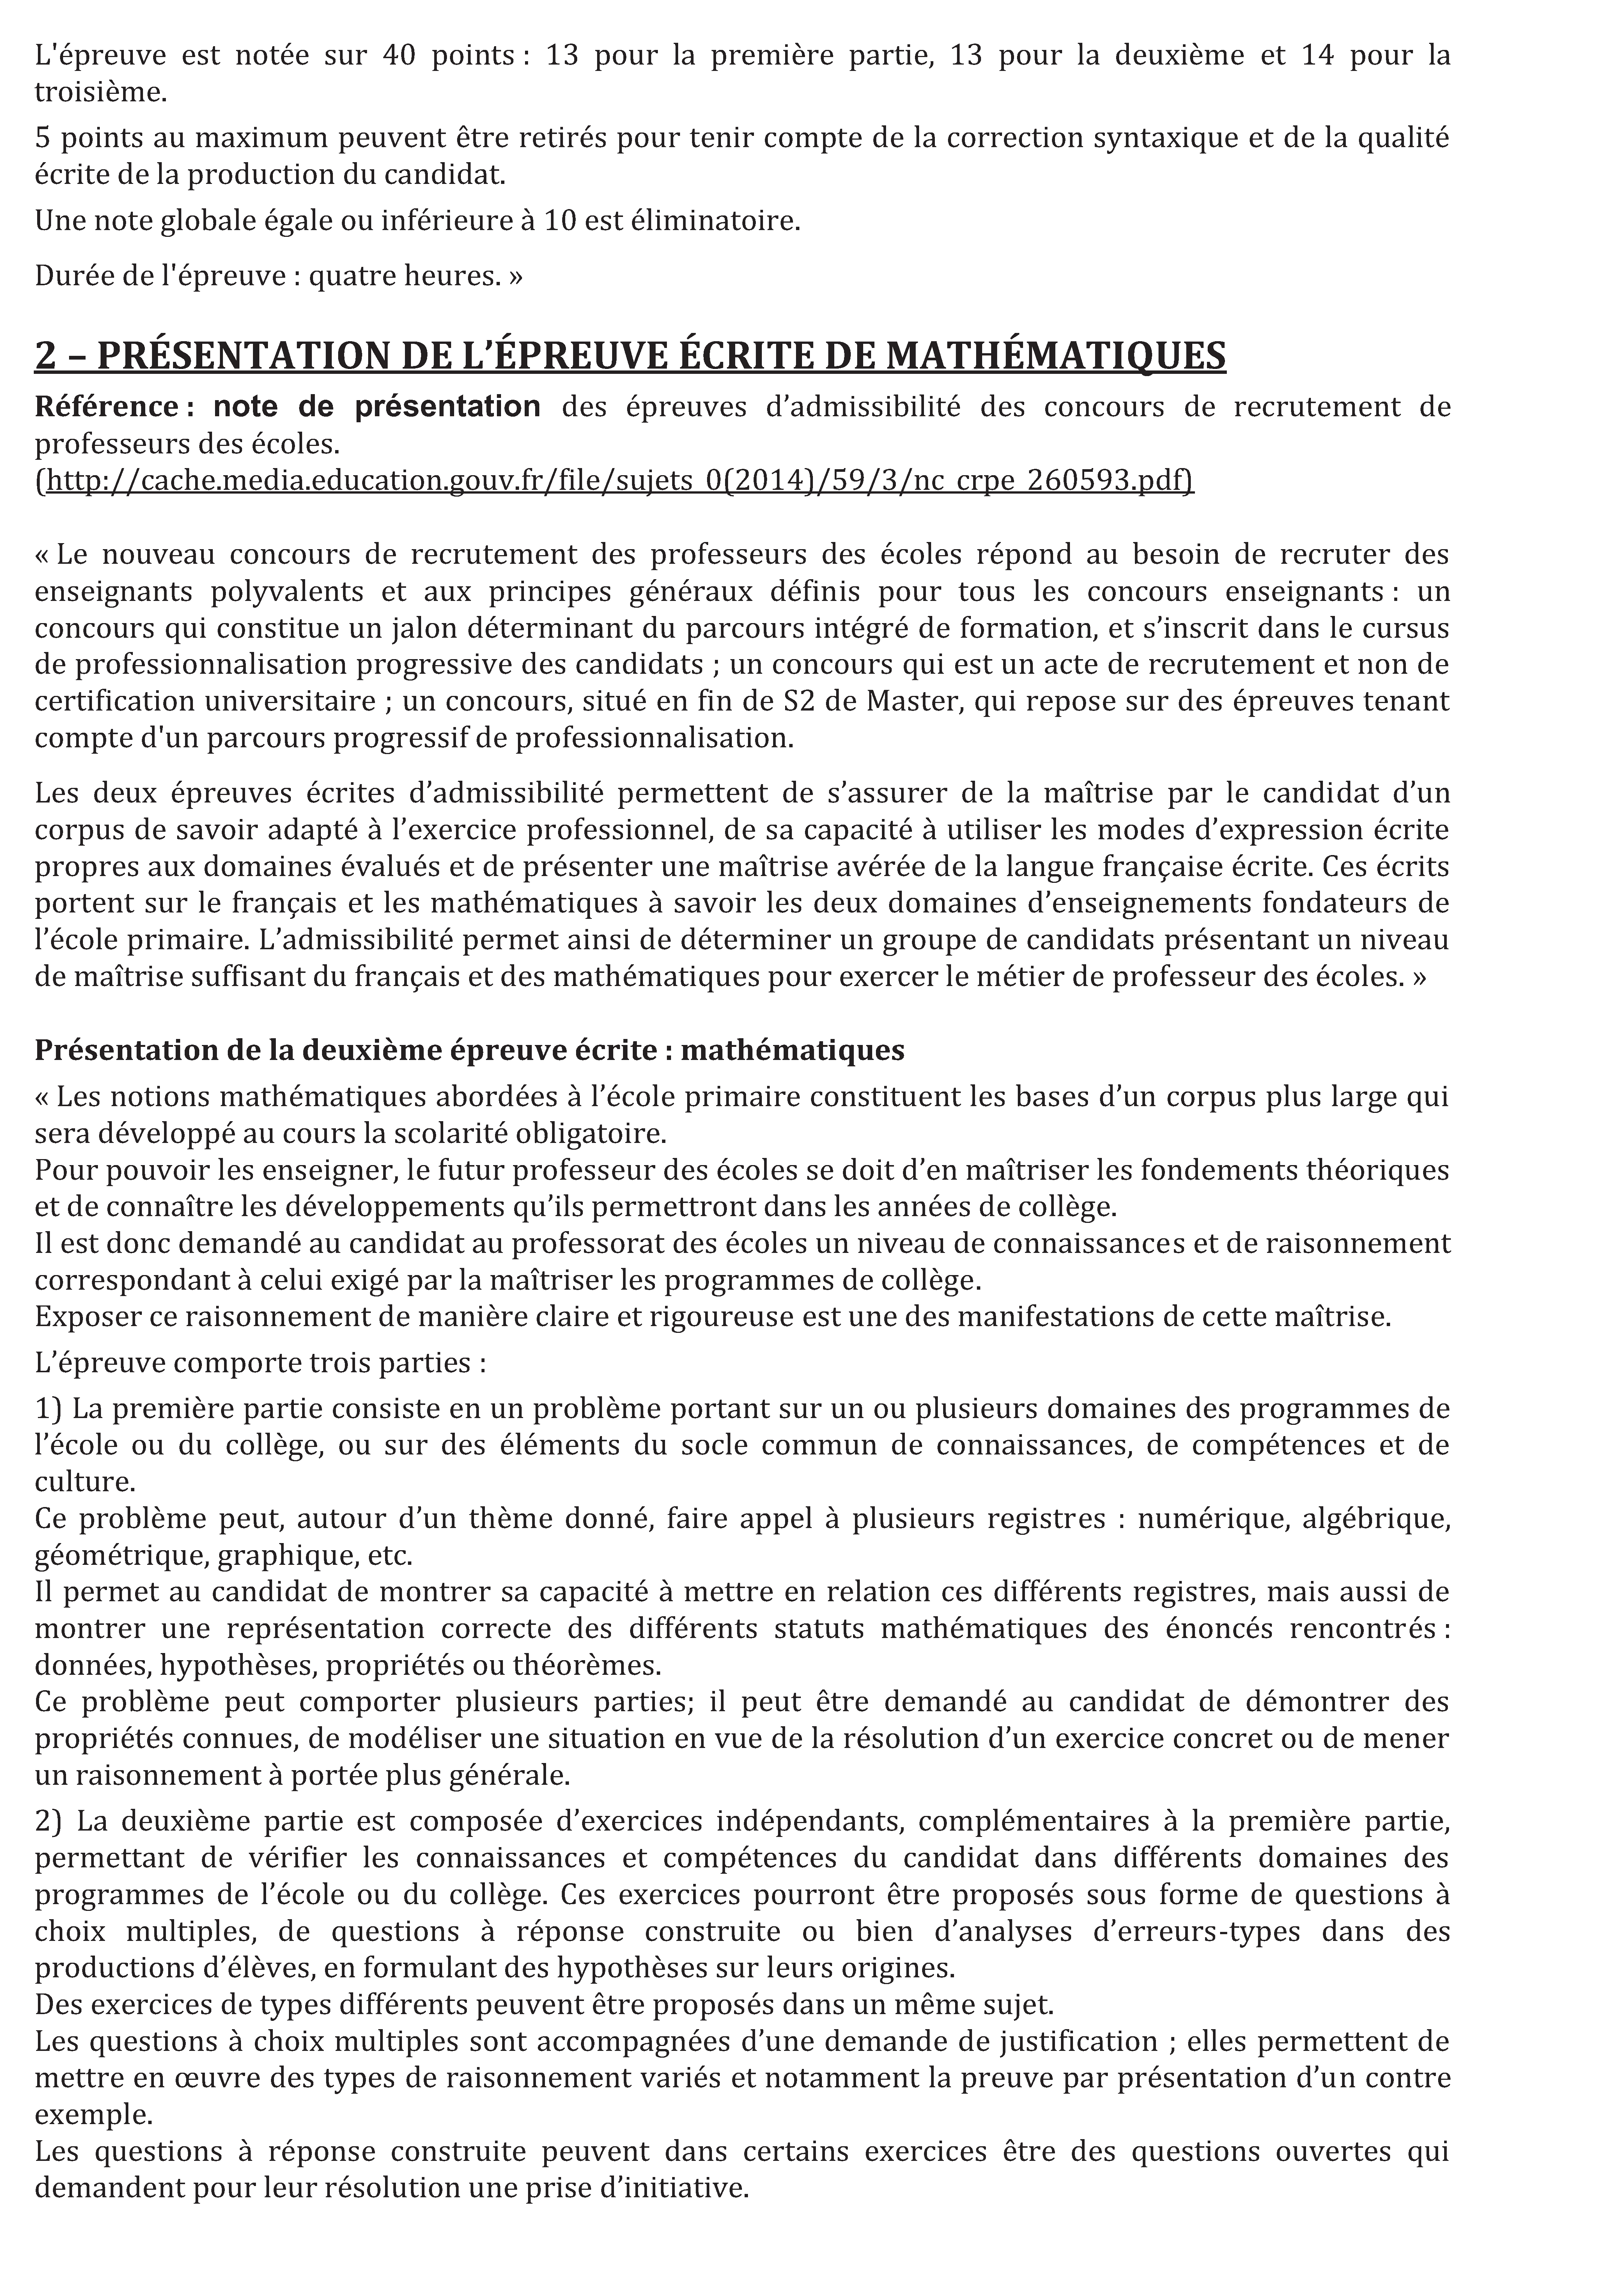 L'épreuve est notée sur 40 points : 13 pour la première partie, 13 pour la deuxième et 14 pour la
troisième.
5 points au maximum peuvent être retirés pour tenir compte de la correction syntaxique et de la qualité
écrite de la production du candidat.
Une note globale égale ou inférieure à 10 est éliminatoire.
Durée de l'épreuve : quatre heures. »
2 – PRÉSENTATION DE L’ÉPREUVE ÉCRITE DE MATHÉMATIQUES
Référence : note de présentation des épreuves d’admissibilité des concours de recrutement de
professeurs des écoles.
(http://cache.media.education.gouv.fr/file/sujets_0(2014)/59/3/nc_crpe_260593.pdf)
« Le nouveau concours de recrutement des professeurs des écoles répond au besoin de recruter des
enseignants polyvalents et aux principes généraux définis pour tous les concours enseignants : un
concours qui constitue un jalon déterminant du parcours intégré de formation, et s’inscrit dans le cursus
de professionnalisation progressive des candidats ; un concours qui est un acte de recrutement et non de
certification universitaire ; un concours, situé en fin de S2 de Master, qui repose sur des épreuves tenant
compte d'un parcours progressif de professionnalisation.
Les deux épreuves écrites d’admissibilité permettent de s’assurer de la maîtrise par le candidat d’un
corpus de savoir adapté à l’exercice professionnel, de sa capacité à utiliser les modes d’expression écrite
propres aux domaines évalués et de présenter une maîtrise avérée de la langue française écrite. Ces écrits
portent sur le français et les mathématiques à savoir les deux domaines d’enseignements fondateurs de
l’école primaire. L’admissibilité permet ainsi de déterminer un groupe de candidats présentant un niveau
de maîtrise suffisant du français et des mathématiques pour exercer le métier de professeur des écoles. »
Présentation de la deuxième épreuve écrite : mathématiques
« Les notions mathématiques abordées à l’école primaire constituent les bases d’un corpus plus large qui
sera développé au cours la scolarité obligatoire.
Pour pouvoir les enseigner, le futur professeur des écoles se doit d’en maîtriser les fondements théoriques
et de connaître les développements qu’ils permettront dans les années de collège.
Il est donc demandé au candidat au professorat des écoles un niveau de connaissances et de raisonnement
correspondant à celui exigé par la maîtriser les programmes de collège.
Exposer ce raisonnement de manière claire et rigoureuse est une des manifestations de cette maîtrise.
L’épreuve comporte trois parties :
1) La première partie consiste en un problème portant sur un ou plusieurs domaines des programmes de
l’école ou du collège, ou sur des éléments du socle commun de connaissances, de compétences et de
culture.
Ce problème peut, autour d’un thème donné, faire appel à plusieurs registres : numérique, algébrique,
géométrique, graphique, etc.
Il permet au candidat de montrer sa capacité à mettre en relation ces différents registres, mais aussi de
montrer une représentation correcte des différents statuts mathématiques des énoncés rencontrés :
données, hypothèses, propriétés ou théorèmes.
Ce problème peut comporter plusieurs parties; il peut être demandé au candidat de démontrer des
propriétés connues, de modéliser une situation en vue de la résolution d’un exercice concret ou de mener
un raisonnement à portée plus générale.
2) La deuxième partie est composée d’exercices indépendants, complémentaires à la première partie,
permettant de vérifier les connaissances et compétences du candidat dans différents domaines des
programmes de l’école ou du collège. Ces exercices pourront être proposés sous forme de questions à
choix multiples, de questions à réponse construite ou bien d’analyses d’erreurs-types dans des
productions d’élèves, en formulant des hypothèses sur leurs origines.
Des exercices de types différents peuvent être proposés dans un même sujet.
Les questions à choix multiples sont accompagnées d’une demande de justification ; elles permettent de
mettre en œuvre des types de raisonnement variés et notamment la preuve par présentation d’un contre
exemple.
Les questions à réponse construite peuvent dans certains exercices être des questions ouvertes qui
demandent pour leur résolution une prise d’initiative.